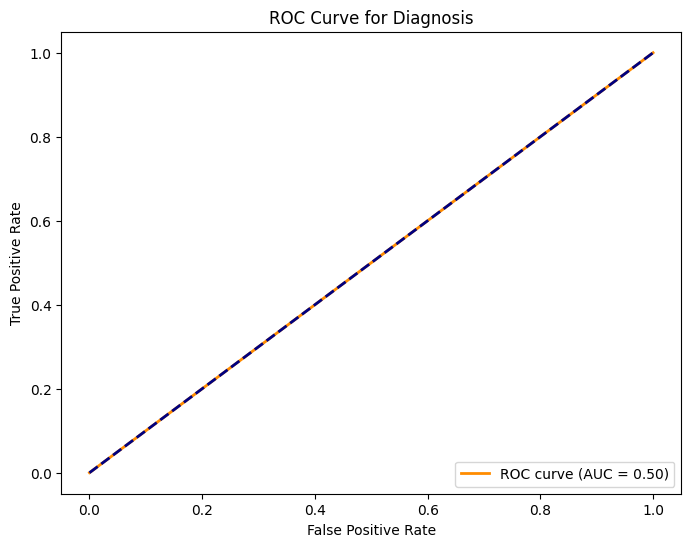 ROC Curve for Diagnosis
1.0
0.8
0.6
0.4
0.2
0.0
True Positive Rate
ROC curve (AUC = 0.50)
0.0 0.2 0.4 0.6 0.8 1.0
False Positive Rate